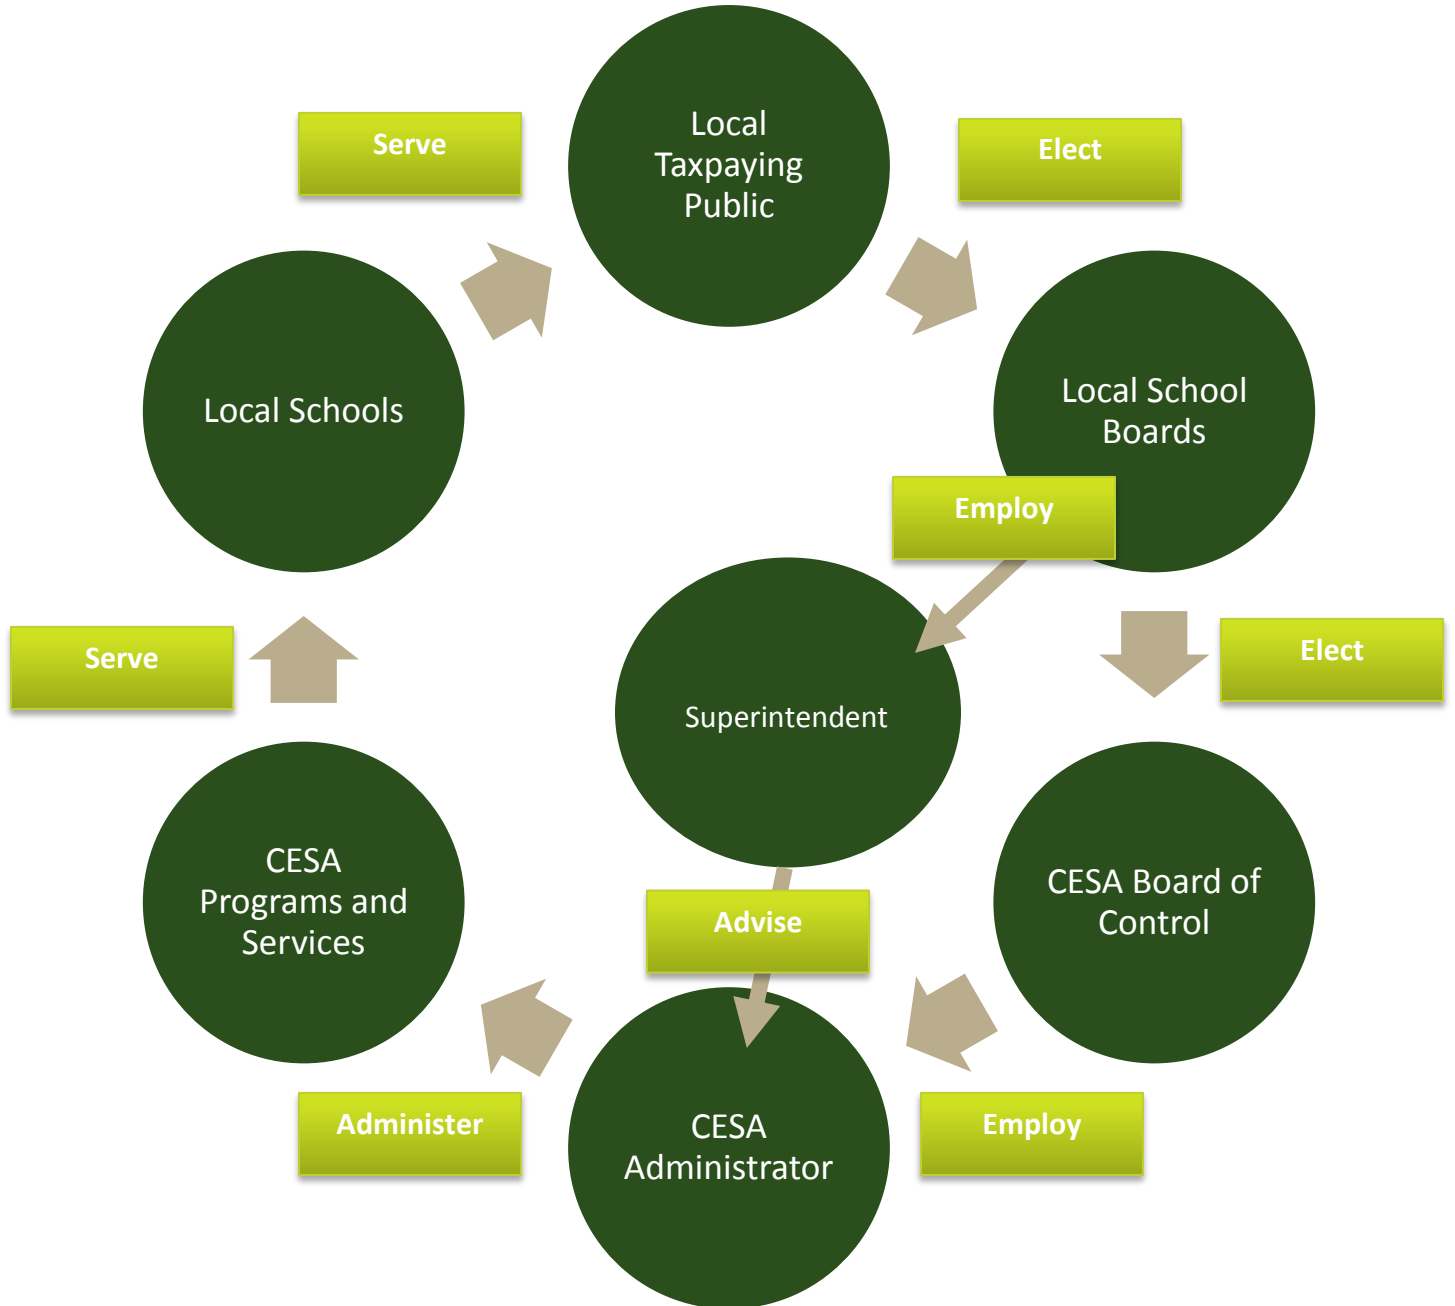 Local
Taxpaying
Public
Serve
Elect
Local Schools
Local School
Boards
Employ
Superintendent
Serve
Elect
CESA
Programs and
Services
CESA Board of
Control
Advise
Administer
CESA
Administrator
Employ